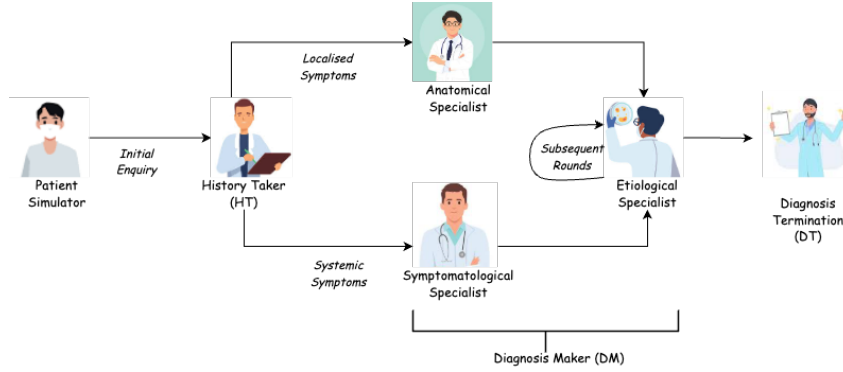 Localised
Symptoms
Anatomical
Specialist
Initial
Enquiry
Subsequent
Rounds
Patient
Simulator
History Taker
(HT)
Etiological
Specialist
Diagnosis
Termination
(DT)
Systemic
Symptoms
Symptomatological
Specialist
Diagnosis Maker (DM)